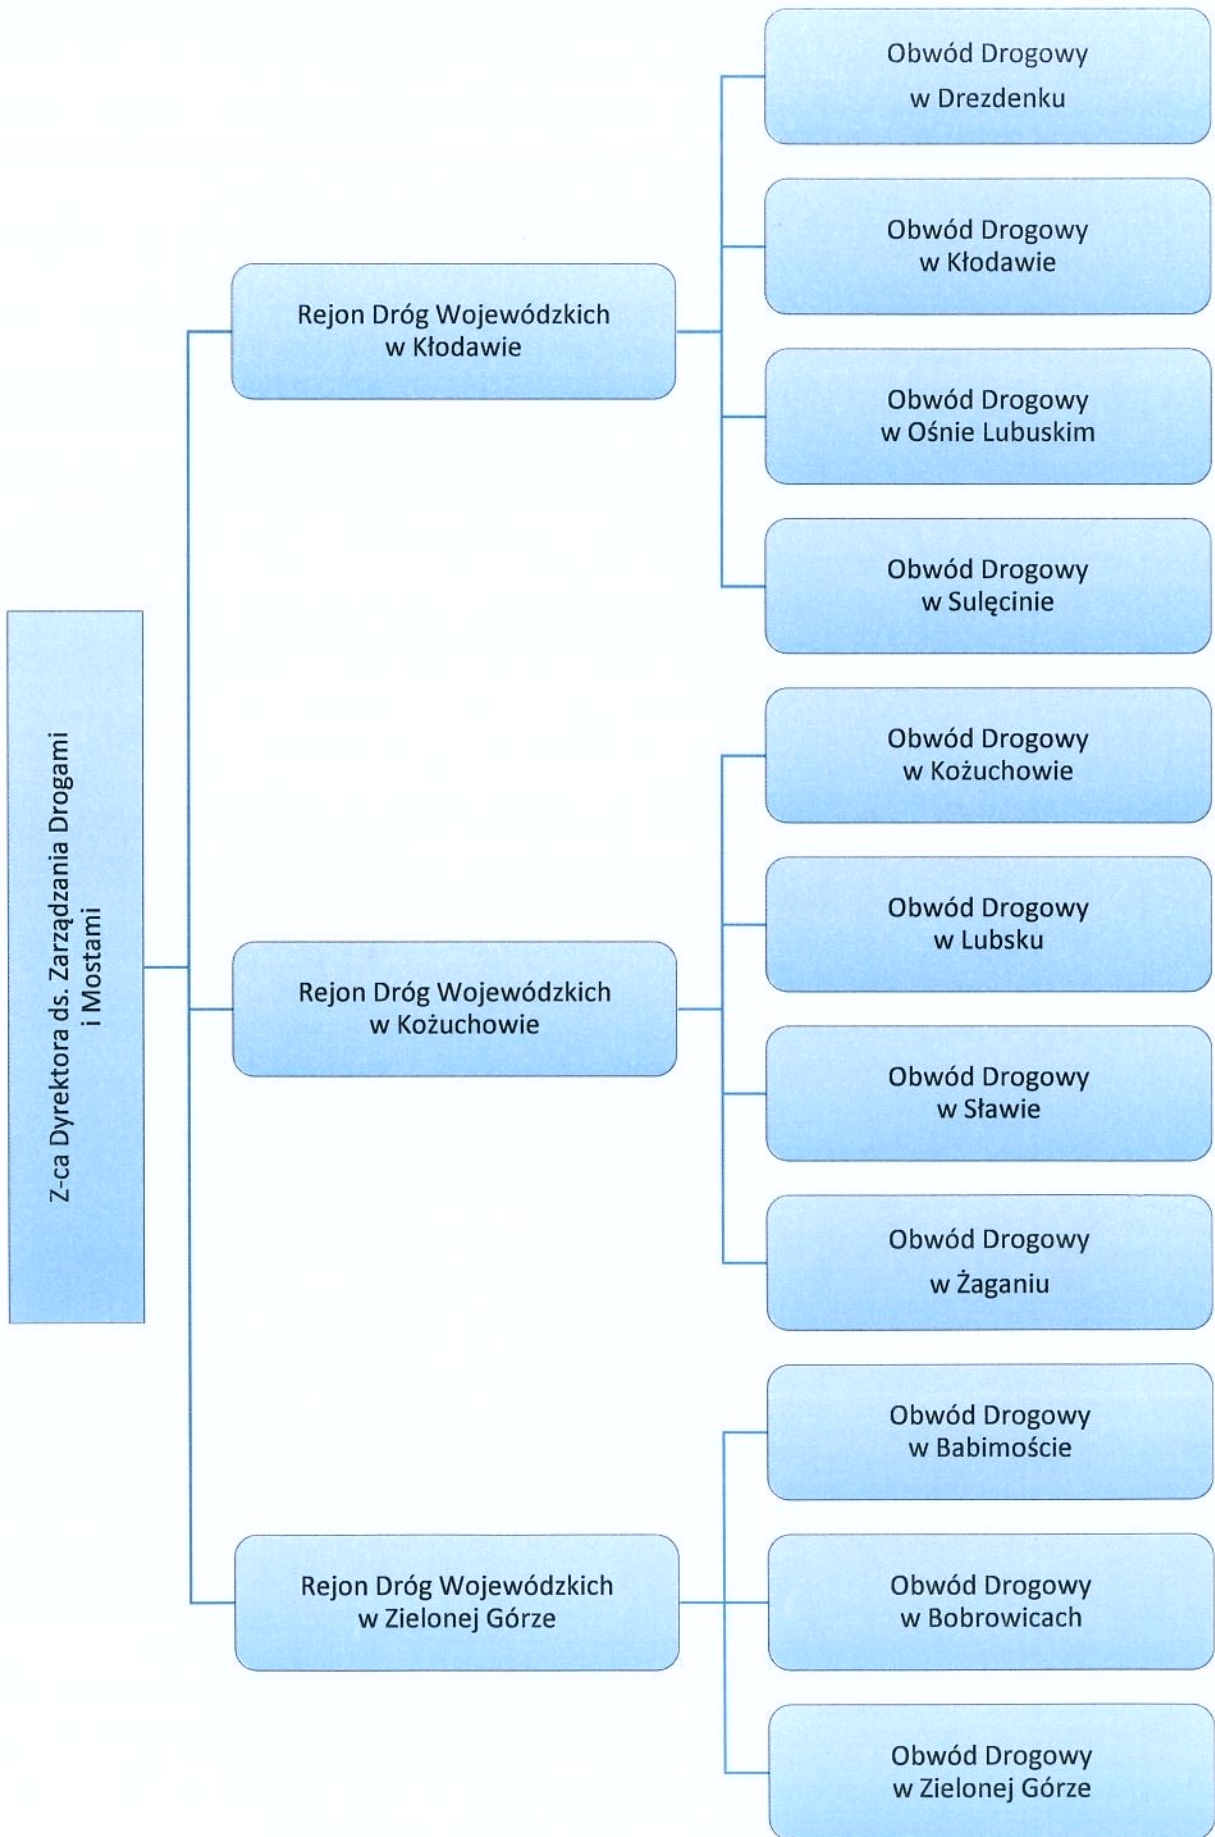 Z-ca Dyrektora ds. Zarządzania Drogami
i Mostami
Rejon Dróg Wojewódzkich
w Kłodawie
Obwód Drogowy
w Drezdenku
Obwód Drogowy
w Kłodawie
Obwód Drogowy
w Ośnie Lubuskim
Obwód Drogowy
w Sulęcinie
Rejon Dróg Wojewódzkich
w Kożuchowie
Obwód Drogowy
w Kożuchowie
Obwód Drogowy
w Lubsku
Obwód Drogowy
w Sławie
Obwód Drogowy
w Żaganiu
Rejon Dróg Wojewódzkich
w Zielonej Górze
Obwód Drogowy
w Babimoście
Obwód Drogowy
w Bobrowicach
Obwód Drogowy
w Zielonej Górze